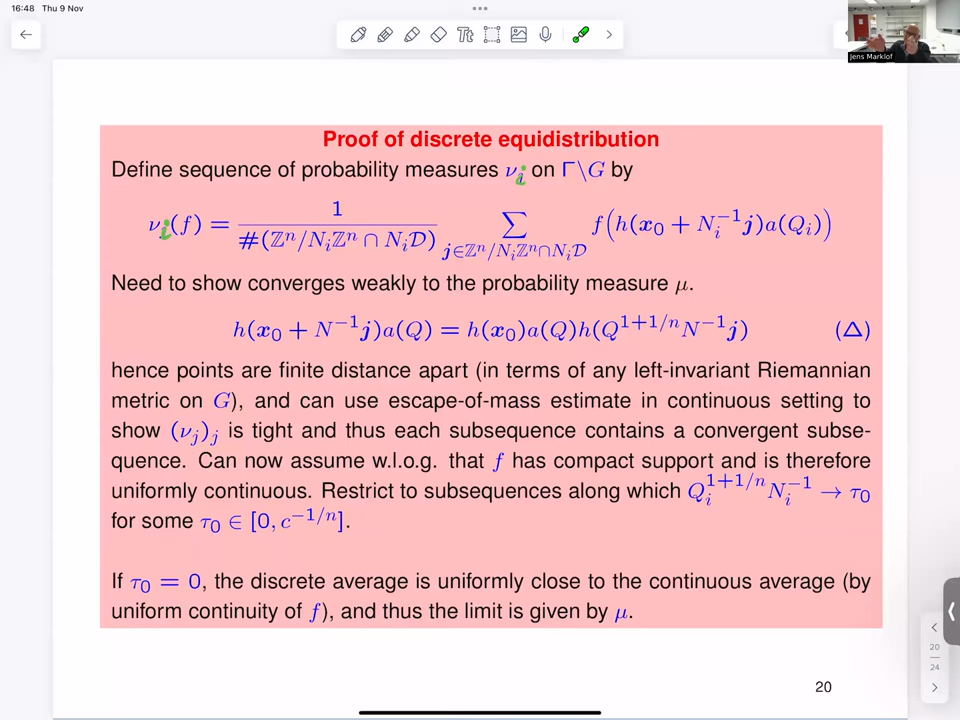 16:48 Thu 9 Nov
Tt
Jens Marklof
Proof of discrete equidistribution
Define sequence of probability measures ν_i on Γ\G by
ν_i(f) = 1 / #(ℤ^n/N_iℤ^n ∩ N_i𝒟) ∑_{j∈ℤ^n/N_iℤ^n∩N_i𝒟} f(h(x_0 + N_i^{-1}j)a(Q_i))
Need to show converges weakly to the probability measure μ.
h(x_0 + N^{-1}j)a(Q) = h(x_0)a(Q)h(Q^{1+1/n}N^{-1}j) (Δ)
hence points are finite distance apart (in terms of any left-invariant Riemannian
metric on G), and can use escape-of-mass estimate in continuous setting to
show (ν_j)_j is tight and thus each subsequence contains a convergent subse-
quence. Can now assume w.l.o.g. that f has compact support and is therefore
uniformly continuous. Restrict to subsequences along which Q_i^{1+1/n}N_i^{-1} → τ_0
for some τ_0 ∈ [0, c^{-1/n}].
If τ_0 = 0, the discrete average is uniformly close to the continuous average (by
uniform continuity of f), and thus the limit is given by μ.
20
20
24